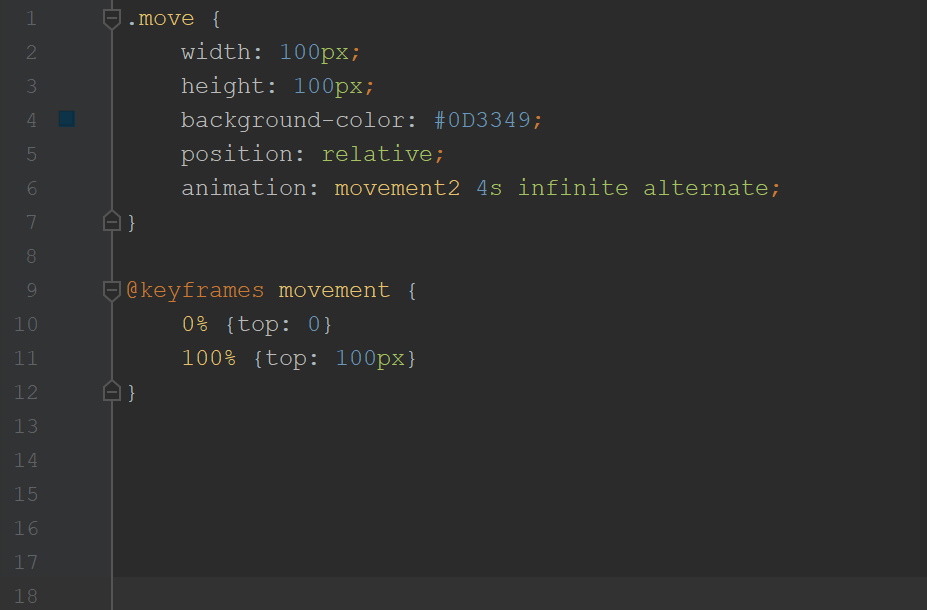 1 .move {
2     width: 100px;
3     height: 100px;
4     background-color: #0D3349;
5     position: relative;
6     animation: movement2 4s infinite alternate;
7 }
8
9 @keyframes movement {
10     0% {top: 0}
11     100% {top: 100px}
12 }
13
14
15
16
17
18